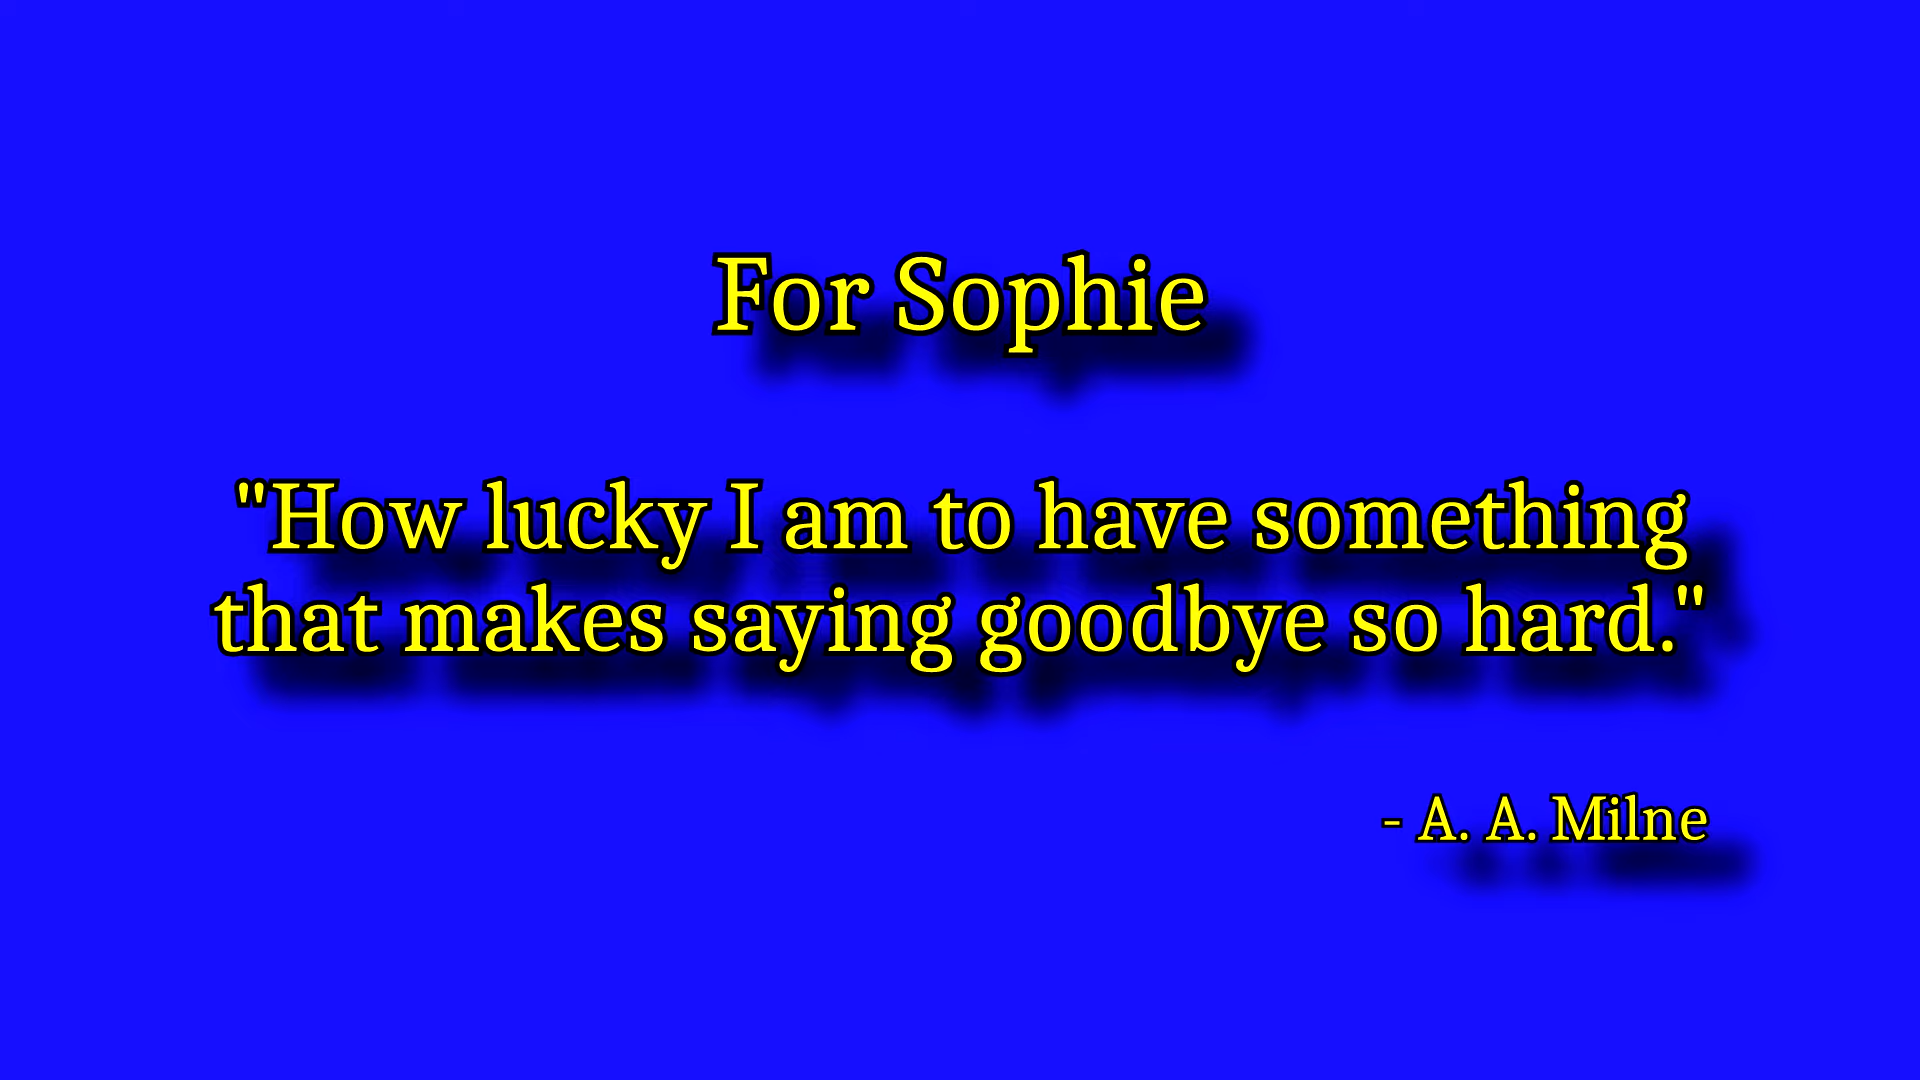 For Sophie
"How lucky I am to have something
that makes saying goodbye so hard."
- A. A. Milne